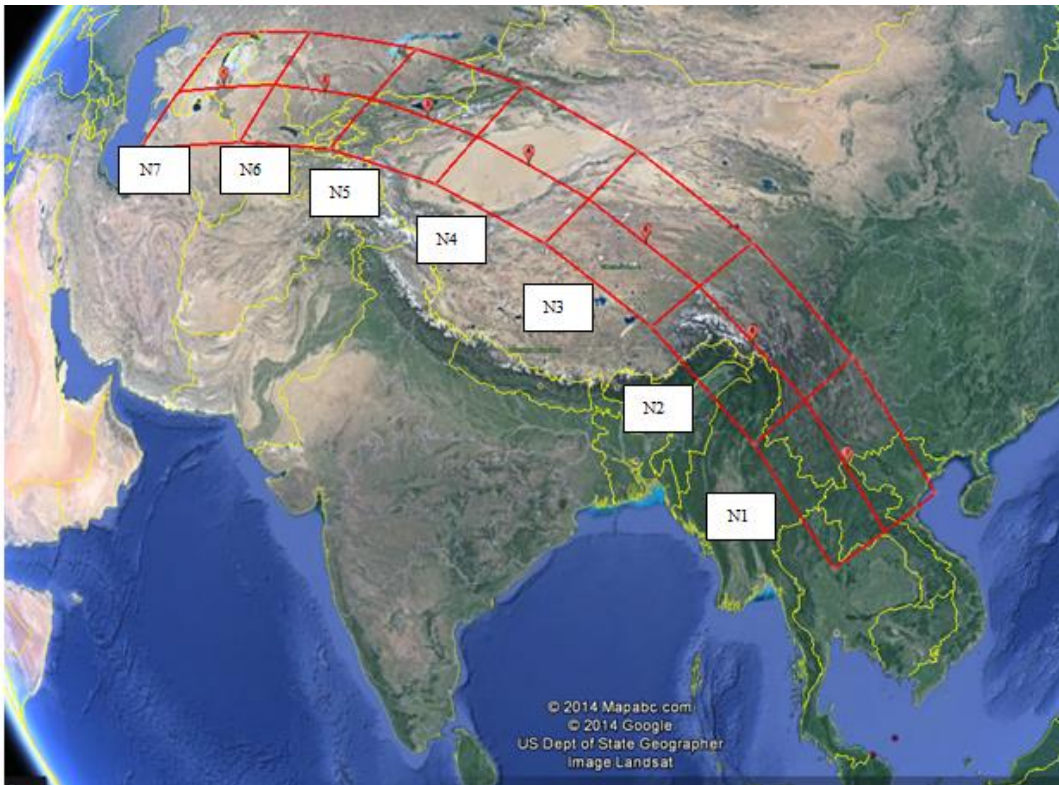 N7
N6
N5
N4
N3
N2
N1
© 2014 Mapabc.com
© 2014 Google
US Dept of State Geographer
Image Landsat